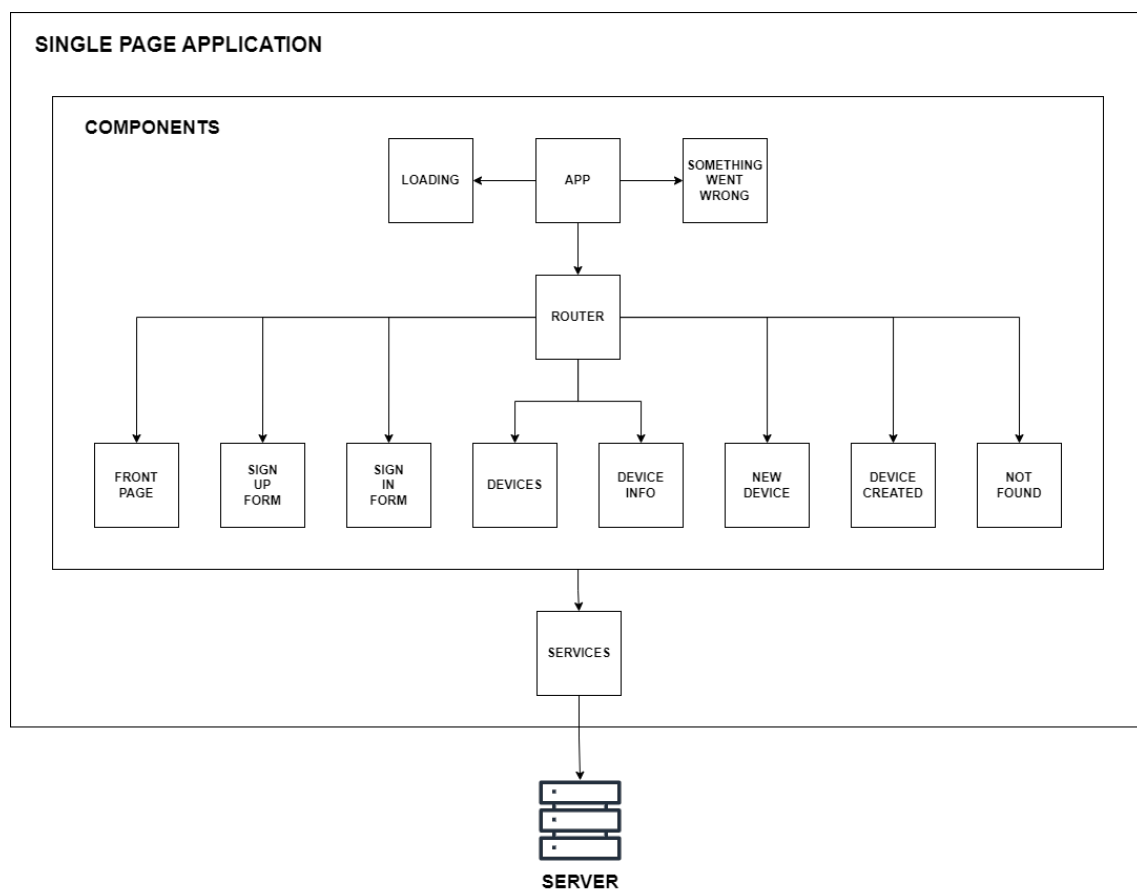 SINGLE PAGE APPLICATION
COMPONENTS
LOADING
APP
SOMETHING
WENT
WRONG
ROUTER
FRONT
PAGE
SIGN
UP
FORM
SIGN
IN
FORM
DEVICES
DEVICE
INFO
NEW
DEVICE
DEVICE
CREATED
NOT
FOUND
SERVICES
SERVER